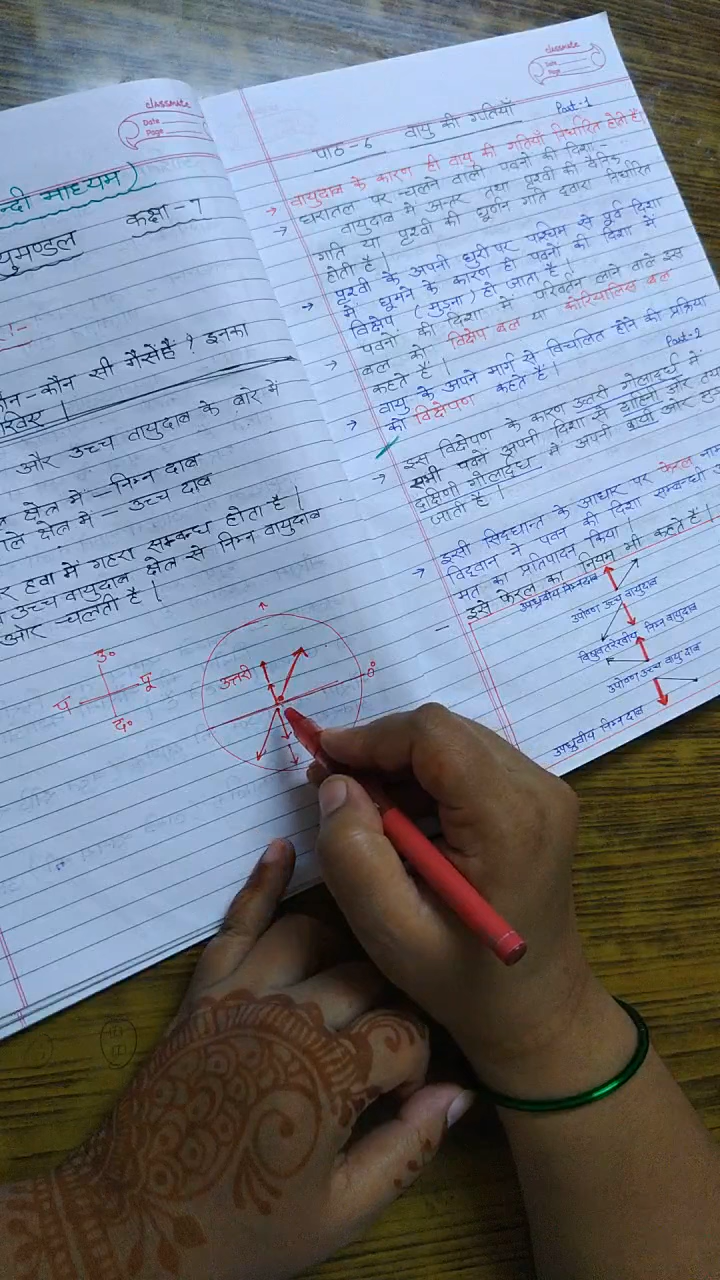 classmate
Date
Page
न्दी माध्यम)
युमण्डल कक्षा - 7
कौन - कौन सी गैसें हैं ? इनका
और उच्च वायुदाब के बारे में
क्षेत्र में - निम्न दाब
ले क्षेत्र में - उच्च दाब
र हवा में गहरा सम्बन्ध होता है |
उच्च वायुदाब क्षेत्र से निम्न वायुदाब
ओर चलती है |
उ०
प पू
द०
उत्तरी
0°
classmate
Date
Page
Part-1
पाठ - 6 वायु की गतियाँ
→ वायुदाब के कारण ही वायु की गतियाँ निर्धारित होती हैं
→ धरातल पर चलने वाली पवनों की दिशा -
वायुदाब में अन्तर तथा पृथ्वी की दैनिक
गति या पृथ्वी की घूर्णन गति द्वारा निर्धारित
होती है |
→ पृथ्वी के अपनी धुरी पर पश्चिम से पूर्व दिशा
में घूमने के कारण ही पवनों की दिशा में
विक्षेप (मुड़ना) हो जाता है |
→ पवनों की दिशा में परिवर्तन लाने वाले इस
बल को विक्षेप बल या कोरियालिस बल
कहते हैं |
Part-2
→ वायु के अपने मार्ग से विचलित होने की प्रक्रिया
को विक्षेपण कहते हैं |
→ इस विक्षेपण के कारण उत्तरी गोलार्द्ध में
सभी पवनें अपनी दिशा से दाहिनी ओर तथा
दक्षिणी गोलार्द्ध में अपनी बायीं ओर मुड़
जाती हैं |
→ इसी सिद्धान्त के आधार पर फेरल नाम
विद्वान ने पवन की दिशा सम्बन्धी
मत का प्रतिपादन किया |
इसे फेरल का नियम भी कहते हैं |
उपध्रुवीय निम्नदाब
उपोष्ण उच्च वायुदाब
विषुवतरेखीय निम्न वायुदाब
उपोष्ण उच्च वायु दाब
उपध्रुवीय निम्न दाब